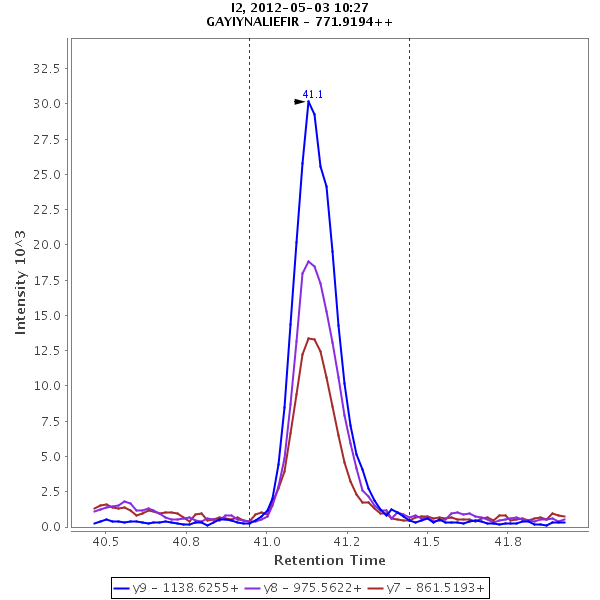 I2, 2012-05-03 10:27
GAYIYNALIEFIR - 771.9194++
41.1
32.5
30.0
27.5
25.0
22.5
20.0
17.5
15.0
12.5
10.0
7.5
5.0
2.5
0.0
Intensity 10^3
40.5 40.8 41.0 41.2 41.5 41.8
Retention Time
y9 - 1138.6255+ y8 - 975.5622+ y7 - 861.5193+